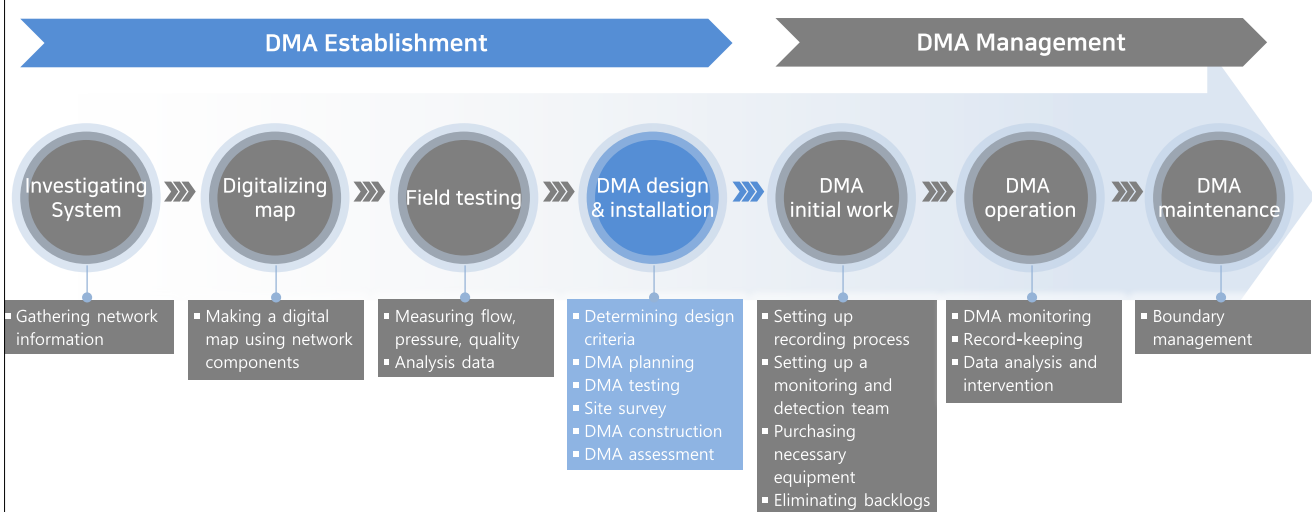 DMA Establishment
DMA Management
Investigating
System
Digitalizing
map
Field testing
DMA design
& installation
DMA
initial work
DMA
operation
DMA
maintenance
▪ Gathering network
information
▪ Making a digital
map using network
components
▪ Measuring flow,
pressure, quality
▪ Analysis data
▪ Determining design
criteria
▪ DMA planning
▪ DMA testing
▪ Site survey
▪ DMA construction
▪ DMA assessment
▪ Setting up
recording process
▪ Setting up a
monitoring and
detection team
▪ Purchasing
necessary
equipment
▪ Eliminating backlogs
▪ DMA monitoring
▪ Record-keeping
▪ Data analysis and
intervention
▪ Boundary
management